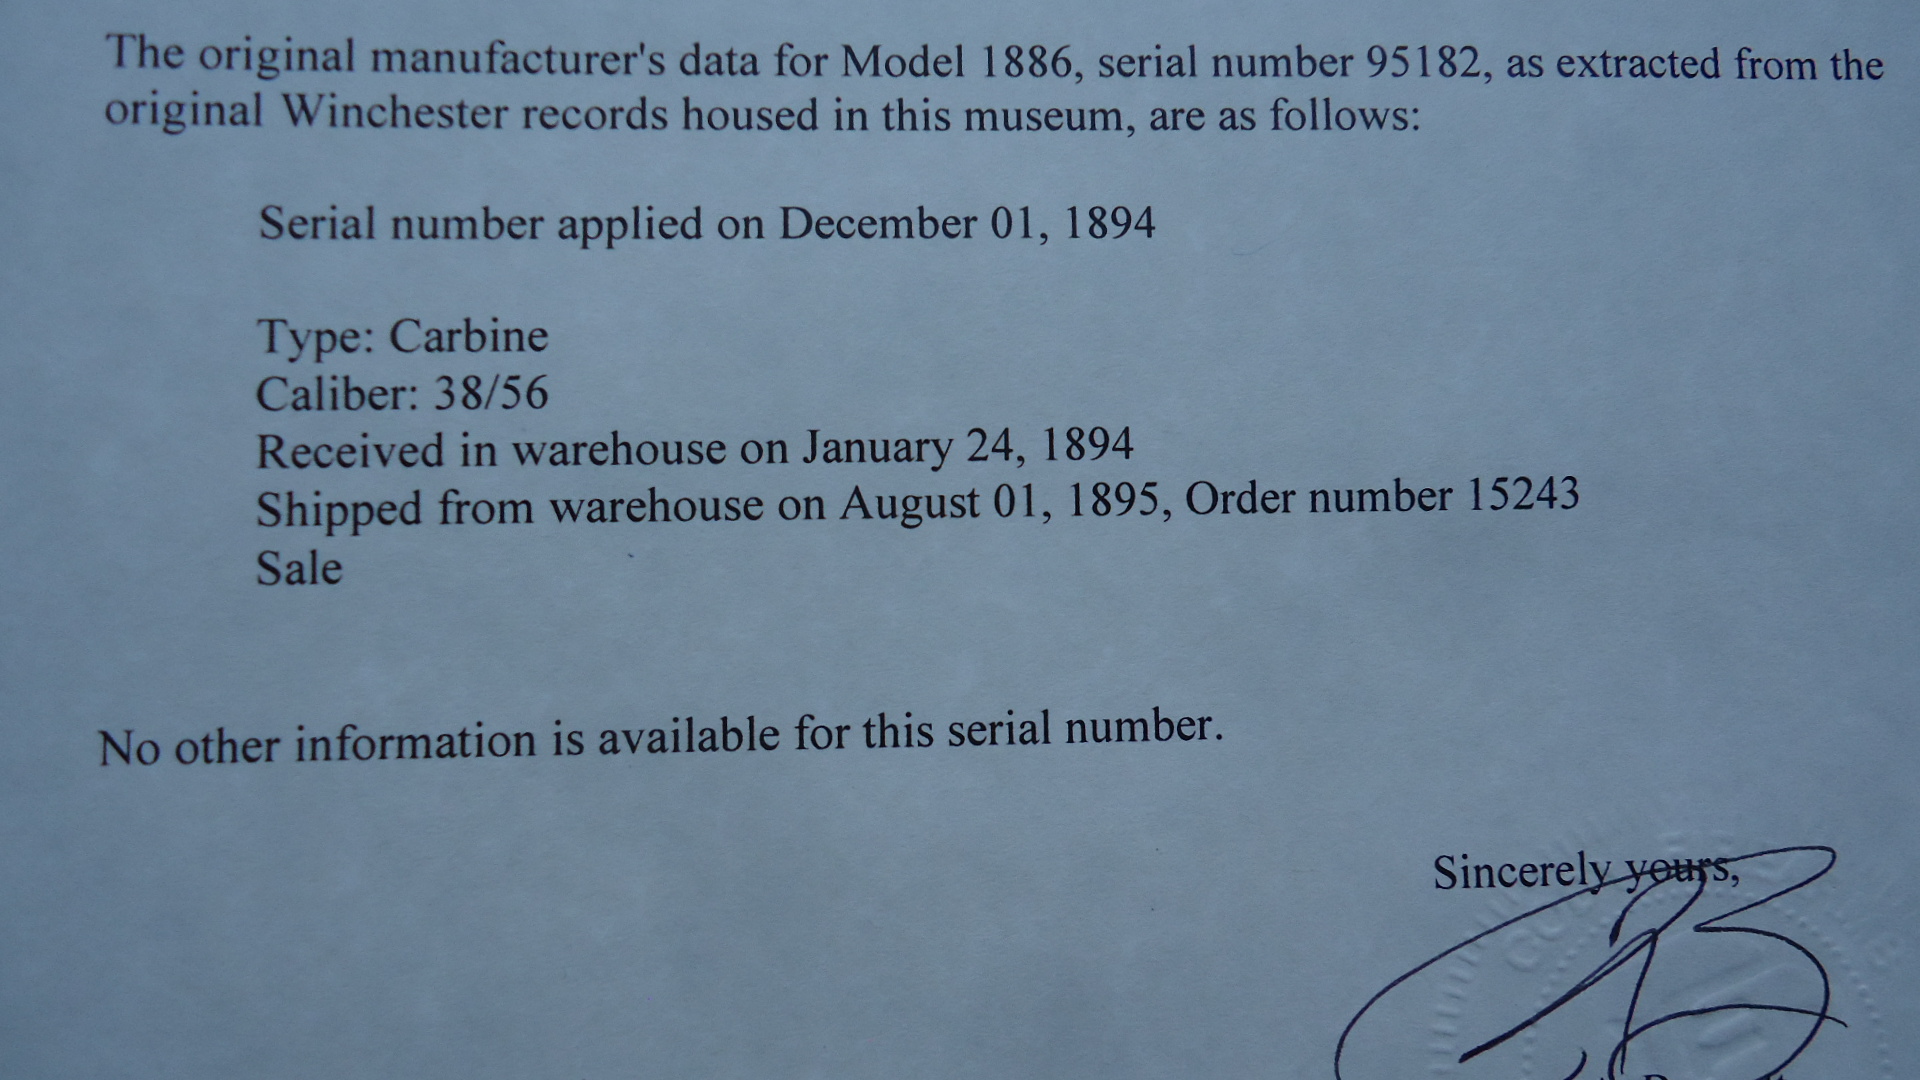 The original manufacturer's data for Model 1886, serial number 95182, as extracted from the
original Winchester records housed in this museum, are as follows:
Serial number applied on December 01, 1894
Type: Carbine
Caliber: 38/56
Received in warehouse on January 24, 1894
Shipped from warehouse on August 01, 1895, Order number 15243
Sale
No other information is available for this serial number.
Sincerely yours,